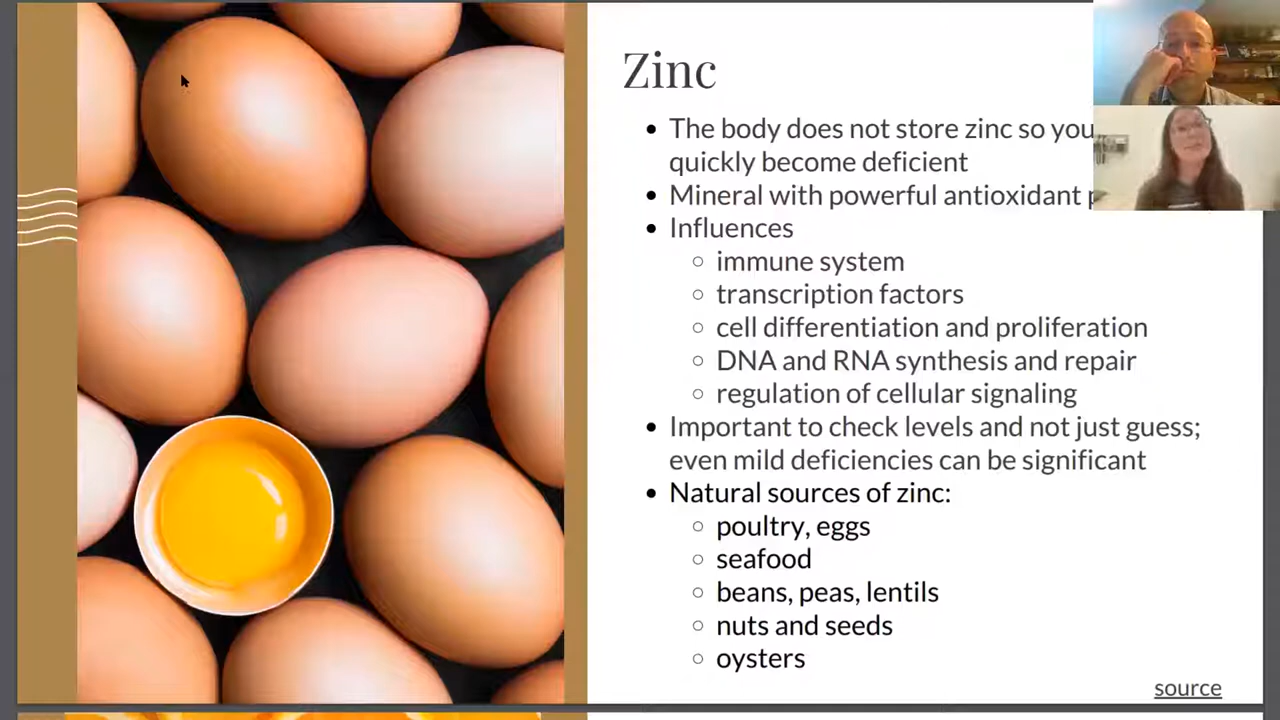 Zinc
The body does not store zinc so you
quickly become deficient
Mineral with powerful antioxidant
Influences
immune system
transcription factors
cell differentiation and proliferation
DNA and RNA synthesis and repair
regulation of cellular signaling
Important to check levels and not just guess;
even mild deficiencies can be significant
Natural sources of zinc:
poultry, eggs
seafood
beans, peas, lentils
nuts and seeds
oysters
source